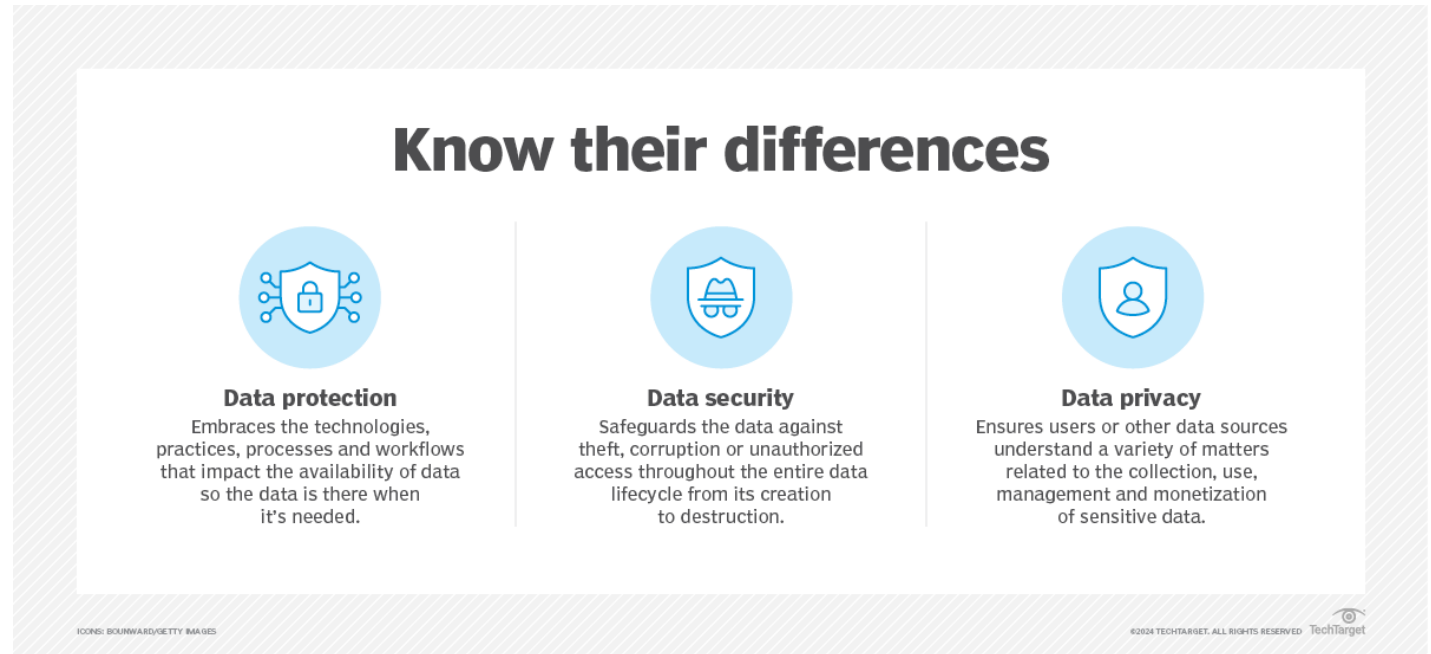 Know their differences
Data protection
Embraces the technologies,
practices, processes and workflows
that impact the availability of data
so the data is there when
it's needed.
Data security
Safeguards the data against
theft, corruption or unauthorized
access throughout the entire data
lifecycle from its creation
to destruction.
Data privacy
Ensures users or other data sources
understand a variety of matters
related to the collection, use,
management and monetization
of sensitive data.
ICONS: BOUNWARD/GETTY IMAGES
©2024 TECHTARGET. ALL RIGHTS RESERVED TechTarget